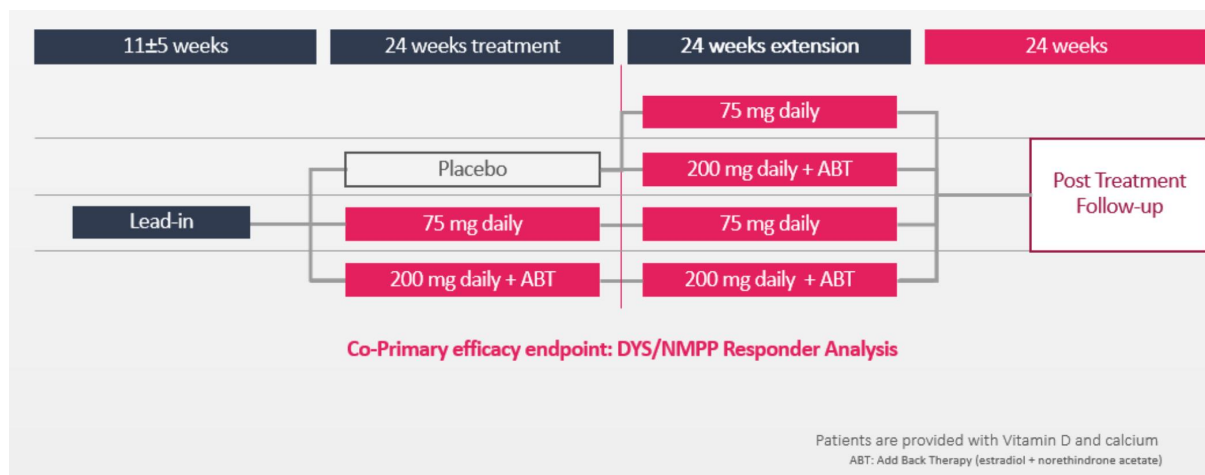 11±5 weeks
24 weeks treatment
24 weeks extension
24 weeks
75 mg daily
Placebo
200 mg daily + ABT
Post Treatment
Follow-up
Lead-in
75 mg daily
75 mg daily
200 mg daily + ABT
200 mg daily + ABT
Co-Primary efficacy endpoint: DYS/NMPP Responder Analysis
Patients are provided with Vitamin D and calcium
ABT: Add Back Therapy (estradiol + norethindrone acetate)